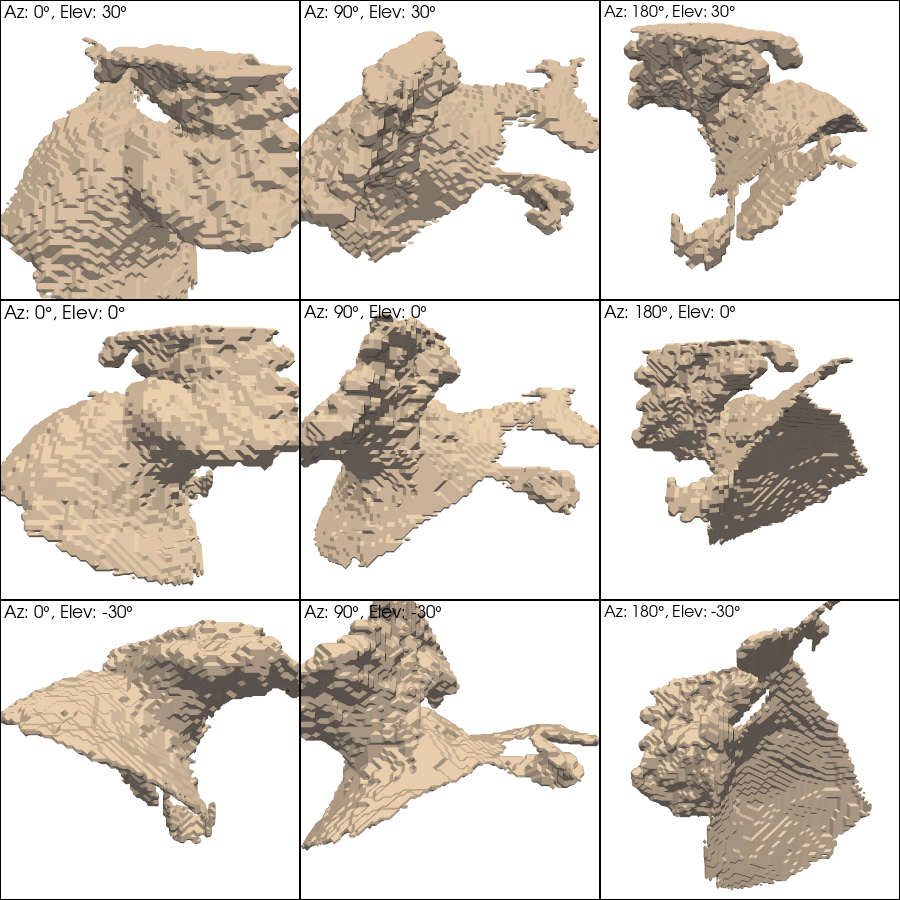 Az: 0°, Elev: 30°
Az: 90°, Elev: 30°
Az: 180°, Elev: 30°
Az: 0°, Elev: 0°
Az: 90°, Elev: 0°
Az: 180°, Elev: 0°
Az: 0°, Elev: -30°
Az: 90°, Elev: -30°
Az: 180°, Elev: -30°